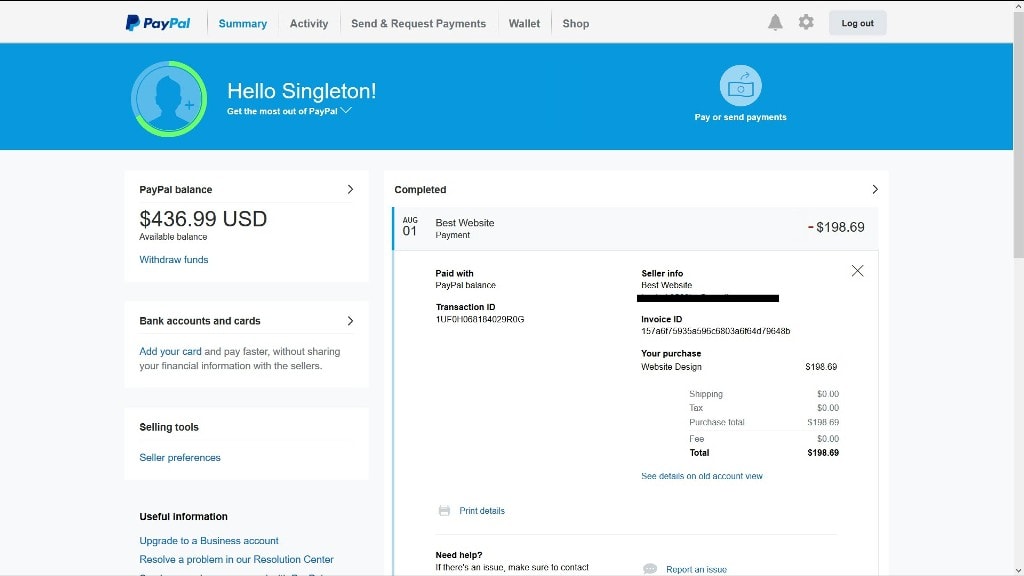 PayPal
Summary
Activity
Send & Request Payments
Wallet
Shop
Log out
Hello Singleton!
Get the most out of PayPal
Pay or send payments
PayPal balance
$436.99 USD
Available balance
Withdraw funds
Bank accounts and cards
Add your card and pay faster, without sharing
your financial information with the sellers.
Selling tools
Seller preferences
Useful Information
Upgrade to a Business account
Resolve a problem in our Resolution Center
Completed
AUG
01
Best Website
Payment
- $198.69
Paid with
PayPal balance
Transaction ID
1UF0H068184029R0G
Seller info
Best Website
Invoice ID
157a6f75935a596c6803a6f64d79648b
Your purchase
Website Design $198.69
Shipping $0.00
Tax $0.00
Purchase total $198.69
Fee $0.00
Total $198.69
See details on old account view
Print details
Need help?
If there's an issue, make sure to contact
Report an issue